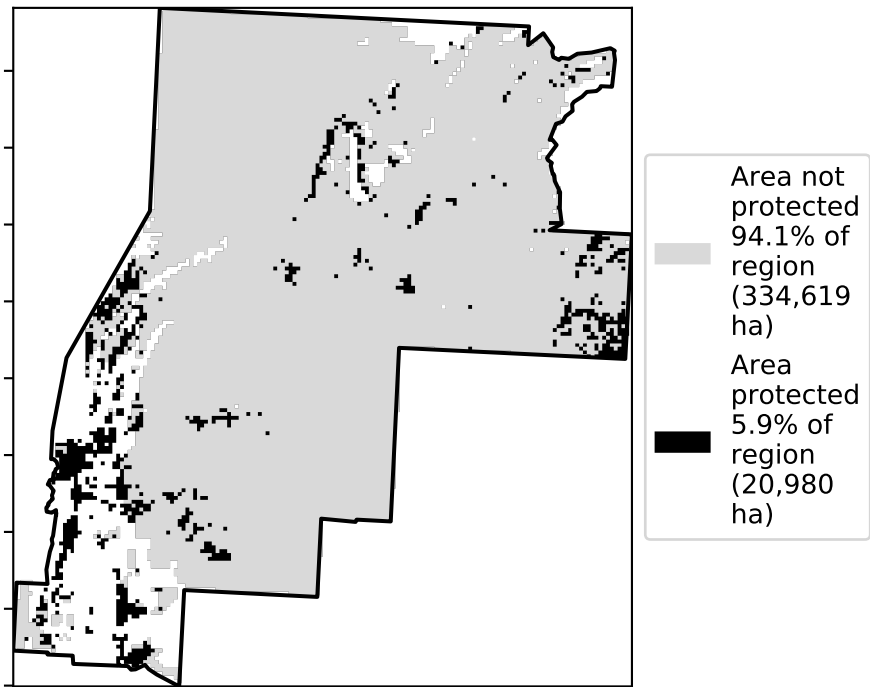 Area not
protected
94.1% of
region
(334,619
ha)
Area
protected
5.9% of
region
(20,980
ha)